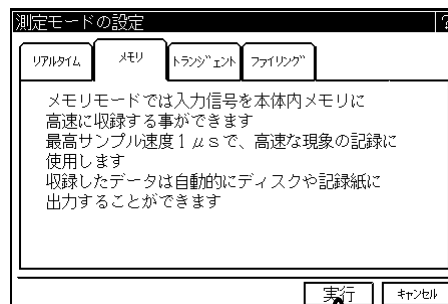 測定モードの設定
?
リアルタイム メモリ トランジェント ファイリング
メモリモードでは入力信号を本体内メモリに
高速に収録する事ができます
最高サンプル速度1μsで、高速な現象の記録に
使用します
収録したデータは自動的にディスクや記録紙に
出力することができます
実行 キャンセル